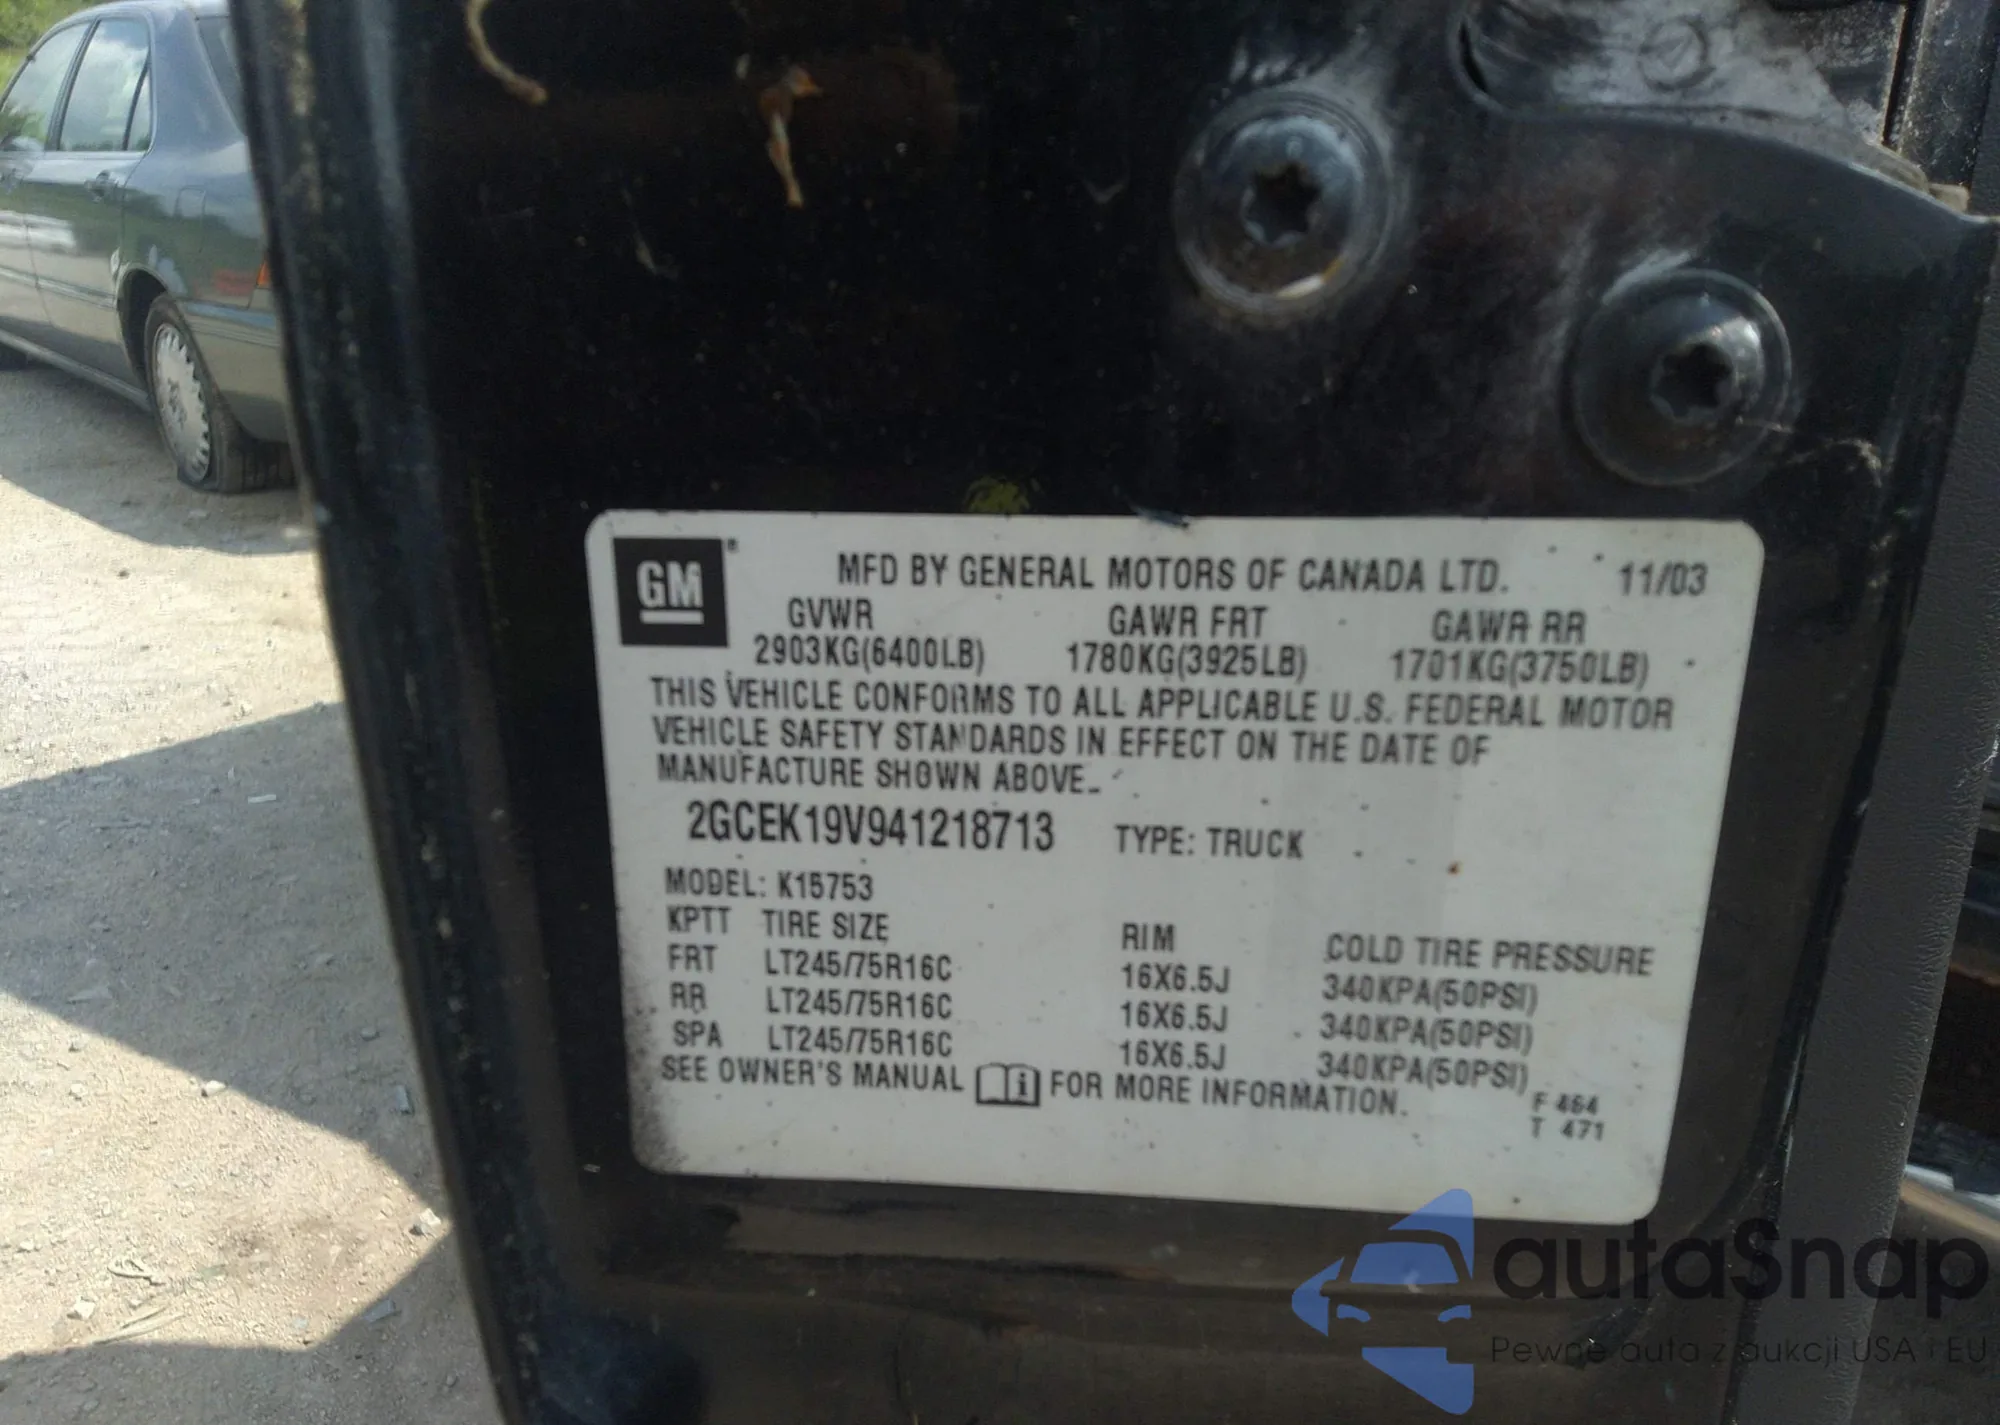 GM ®
MFD BY GENERAL MOTORS OF CANADA LTD. 11/03
GVWR GAWR FRT GAWR RR
2903KG(6400LB) 1780KG(3925LB) 1701KG(3750LB)
THIS VEHICLE CONFORMS TO ALL APPLICABLE U.S. FEDERAL MOTOR
VEHICLE SAFETY STANDARDS IN EFFECT ON THE DATE OF
MANUFACTURE SHOWN ABOVE.
2GCEK19V941218713 TYPE: TRUCK
MODEL: K15753
KPTT TIRE SIZE RIM COLD TIRE PRESSURE
FRT LT245/75R16C 16X6.5J 340KPA(50PSI)
RR LT245/75R16C 16X6.5J 340KPA(50PSI)
SPA LT245/75R16C 16X6.5J 340KPA(50PSI)
SEE OWNER'S MANUAL i FOR MORE INFORMATION.
F 464
T 471
autaSnap
Pewne auta z aukcji USA i EU